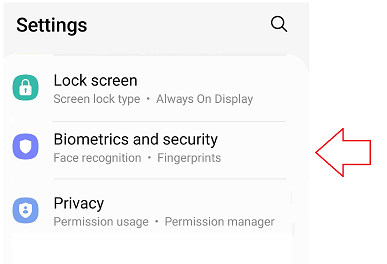 Settings
Lock screen
Screen lock type • Always On Display
Biometrics and security
Face recognition • Fingerprints
Privacy
Permission usage • Permission manager